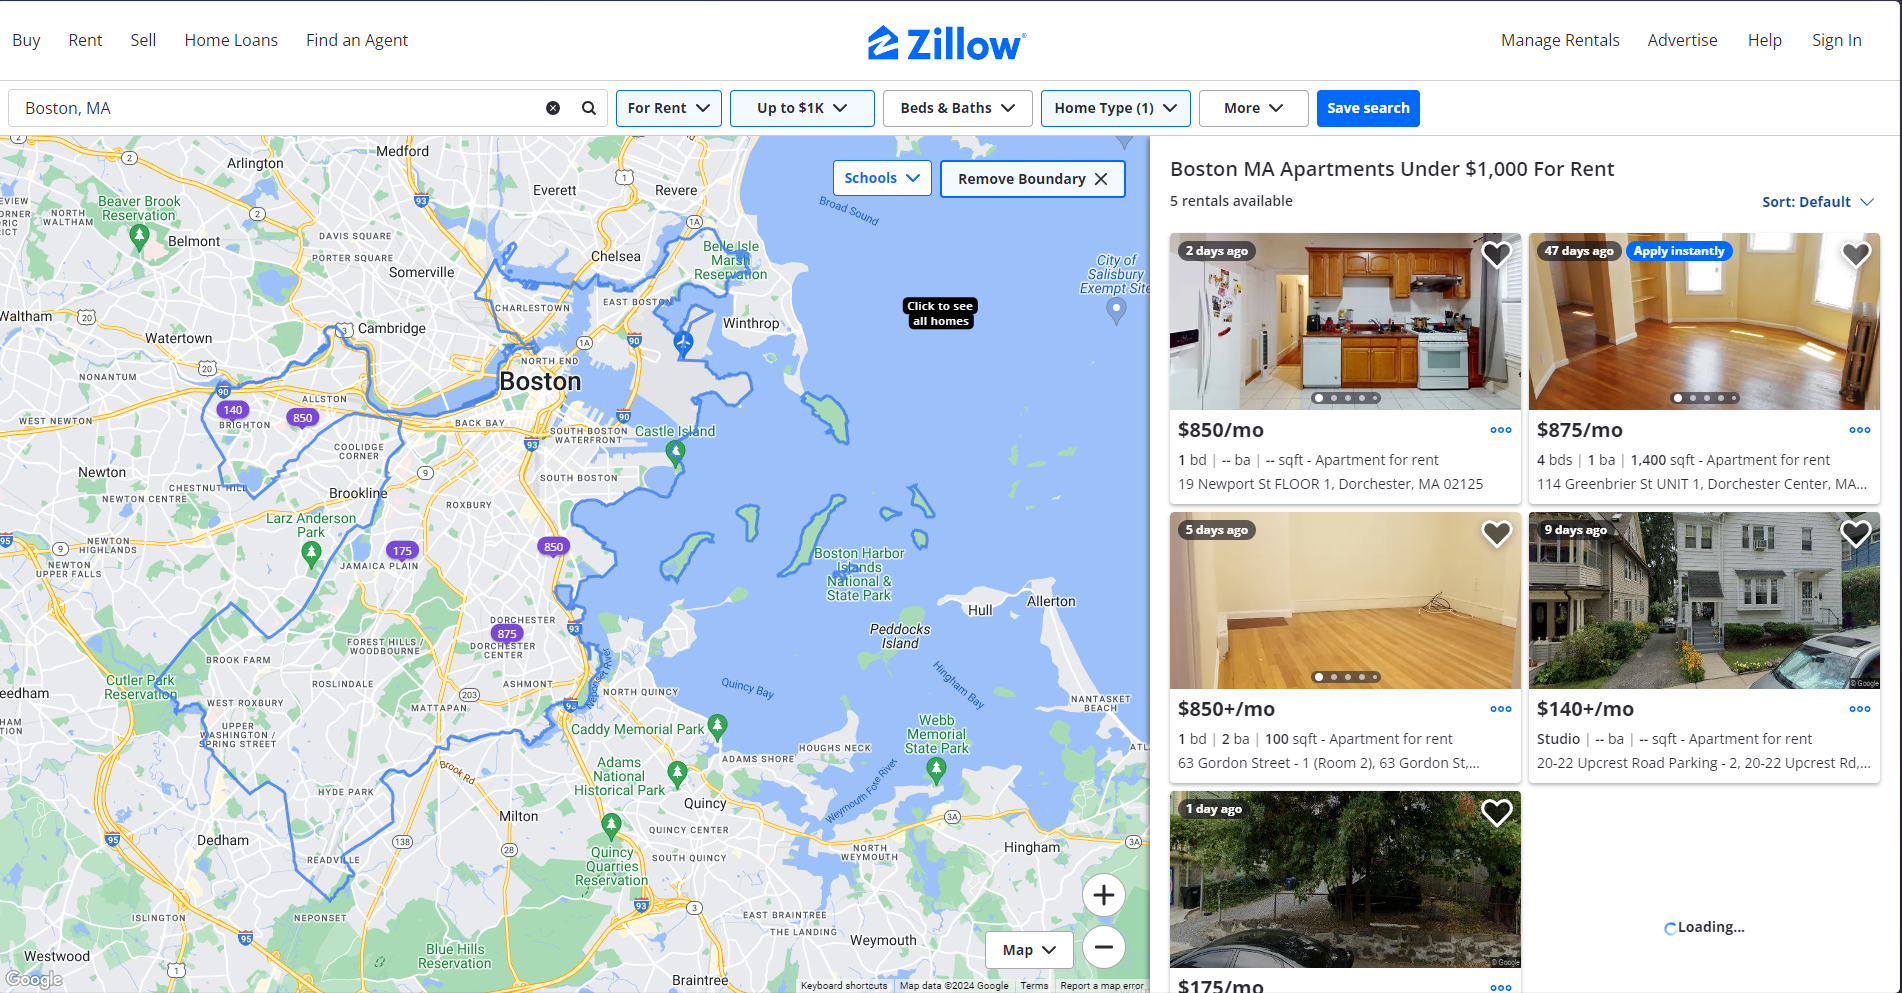 Buy
Rent
Sell
Home Loans
Find an Agent
Zillow
Manage Rentals
Advertise
Help
Sign In
Boston, MA
For Rent
Up to $1K
Beds & Baths
Home Type (1)
More
Save search
Schools
Remove Boundary
Click to see
all homes
Medford
Arlington
Everett
Revere
Beaver Brook
Reservation
NORTH
WALTHAM
Belmont
DAVIS SQUARE
PORTER SQUARE
Somerville
Chelsea
Belle Isle
Marsh
Reservation
Broad Sound
City of
Salisbury
Exempt Site
CHARLESTOWN
EAST BOSTON
Winthrop
Waltham
Watertown
Cambridge
NONANTUM
ALLSTON
NORTH END
Boston
140
850
BRIGHTON
WEST NEWTON
BACK BAY
SOUTH BOSTON
WATERFRONT
Castle Island
COOLIDGE
CORNER
Newton
NEWTON CENTRE
CHESTNUT HILL
Brookline
SOUTH BOSTON
ROXBURY
Larz Anderson
Park
NEWTON
HIGHLANDS
NEWTON
UPPER FALLS
175
JAMAICA PLAIN
850
Boston Harbor
Islands
National &
State Park
Hull
Allerton
Peddocks
Island
DORCHESTER
875
DORCHESTER
CENTER
FOREST HILLS /
WOODBOURNE
BROOK FARM
Cutler Park
Reservation
ROSLINDALE
ASHMONT
Neponset River
NORTH QUINCY
Quincy Bay
Hingham Bay
NANTASKET
BEACH
WEST ROXBURY
MATTAPAN
UPPER
WASHINGTON /
SPRING STREET
Caddy Memorial Park
Webb
Memorial
State Park
HOUGHS NECK
ADAMS SHORE
Brook Rd
Adams
National
Historical Park
Weymouth Fore River
HYDE PARK
Quincy
Milton
QUINCY CENTER
Dedham
READVILLE
Quincy
Quarries
Reservation
SOUTH QUINCY
NORTH
WEYMOUTH
Hingham
ISLINGTON
NEPONSET
EAST BRAINTREE
THE LANDING
Weymouth
Westwood
Blue Hills
Reservation
Braintree
Map
Google
Keyboard shortcuts
Map data ©2024 Google
Terms
Report a map error
Boston MA Apartments Under $1,000 For Rent
5 rentals available
Sort: Default
2 days ago
$850/mo
1 bd | -- ba | -- sqft - Apartment for rent
19 Newport St FLOOR 1, Dorchester, MA 02125
47 days ago
Apply instantly
$875/mo
4 bds | 1 ba | 1,400 sqft - Apartment for rent
114 Greenbrier St UNIT 1, Dorchester Center, MA...
5 days ago
$850+/mo
1 bd | 2 ba | 100 sqft - Apartment for rent
63 Gordon Street - 1 (Room 2), 63 Gordon St,...
9 days ago
© Google
$140+/mo
Studio | -- ba | -- sqft - Apartment for rent
20-22 Upcrest Road Parking - 2, 20-22 Upcrest Rd,...
1 day ago
© Google
$175/mo
Loading...